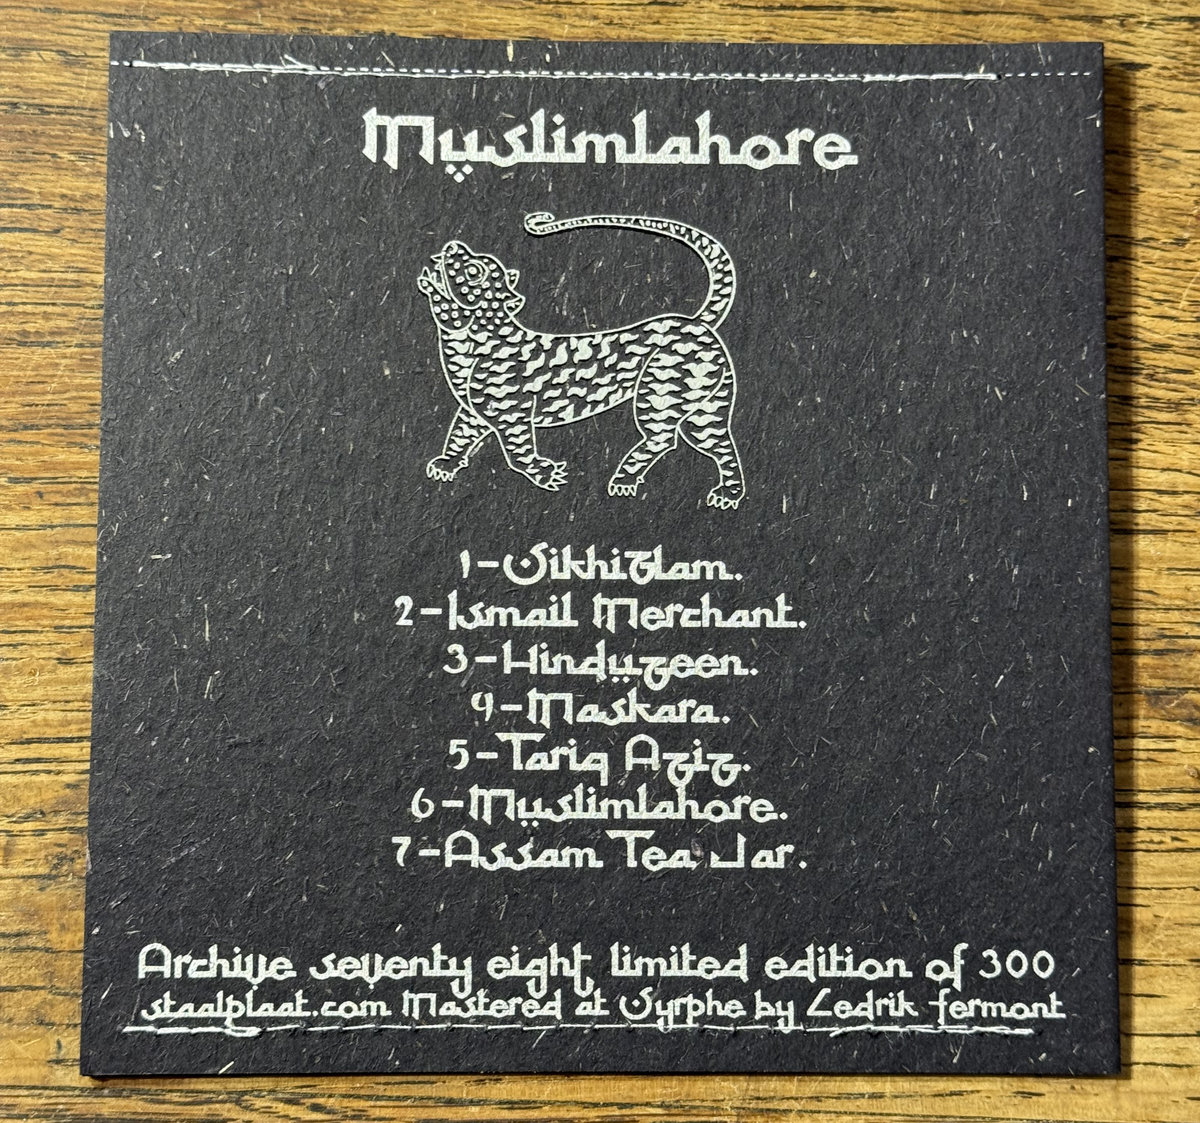 Muslimlahore
1-Sikhizlam.
2-Ismail Merchant.
3-Hinduzeen.
4-Maskara.
5-Tariq Aziz.
6-Muslimlahore.
7-Assam Tea Jar.
Archive seventy eight limited edition of 300
staalplaat.com Mastered at Syrphe by Cedrik fermont